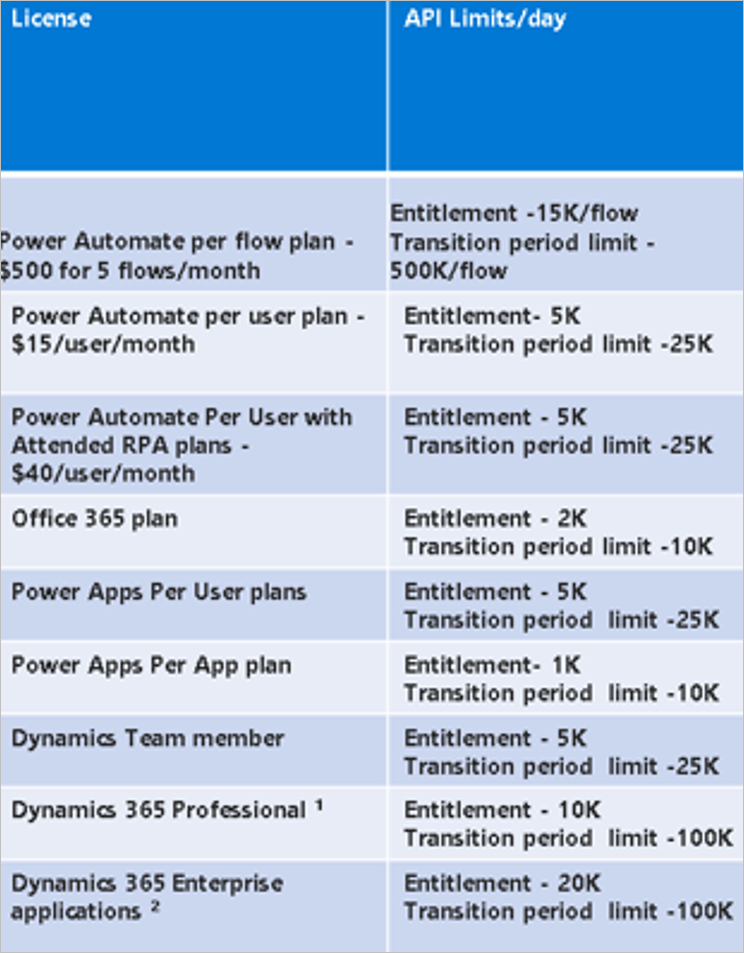 License
API Limits/day
Power Automate per flow plan -
$500 for 5 flows/month
Entitlement -15K/flow
Transition period limit -
500K/flow
Power Automate per user plan -
$15/user/month
Entitlement- 5K
Transition period limit -25K
Power Automate Per User with
Attended RPA plans -
$40/user/month
Entitlement - 5K
Transition period limit -25K
Office 365 plan
Entitlement - 2K
Transition period limit -10K
Power Apps Per User plans
Entitlement - 5K
Transition period  limit -25K
Power Apps Per App plan
Entitlement- 1K
Transition period  limit -10K
Dynamics Team member
Entitlement - 5K
Transition period  limit -25K
Dynamics 365 Professional ¹
Entitlement - 10K
Transition period  limit -100K
Dynamics 365 Enterprise
applications ²
Entitlement - 20K
Transition period  limit -100K